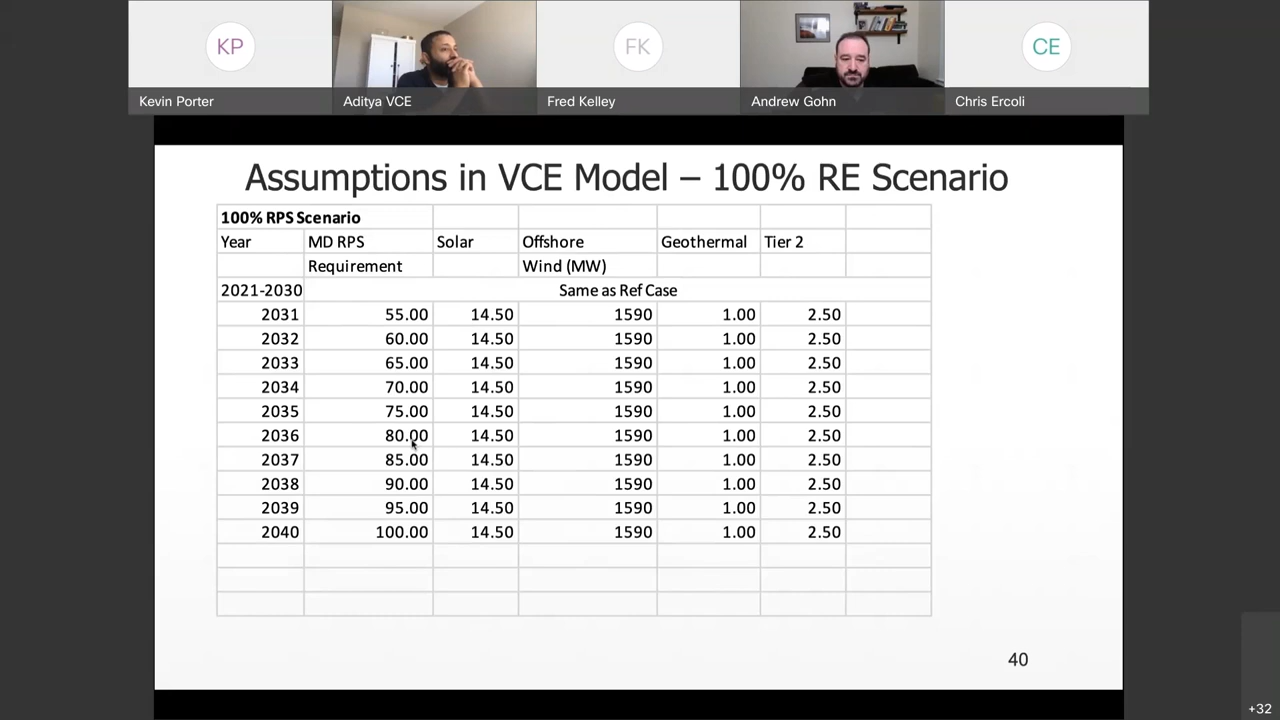 KP
FK
CE
Kevin Porter
Aditya VCE
Fred Kelley
Andrew Gohn
Chris Ercoli
Assumptions in VCE Model – 100% RE Scenario
100% RPS Scenario
Year MD RPS Solar Offshore Geothermal Tier 2
Requirement Wind (MW)
2021-2030 Same as Ref Case
2031 55.00 14.50 1590 1.00 2.50
2032 60.00 14.50 1590 1.00 2.50
2033 65.00 14.50 1590 1.00 2.50
2034 70.00 14.50 1590 1.00 2.50
2035 75.00 14.50 1590 1.00 2.50
2036 80.00 14.50 1590 1.00 2.50
2037 85.00 14.50 1590 1.00 2.50
2038 90.00 14.50 1590 1.00 2.50
2039 95.00 14.50 1590 1.00 2.50
2040 100.00 14.50 1590 1.00 2.50
40
+32